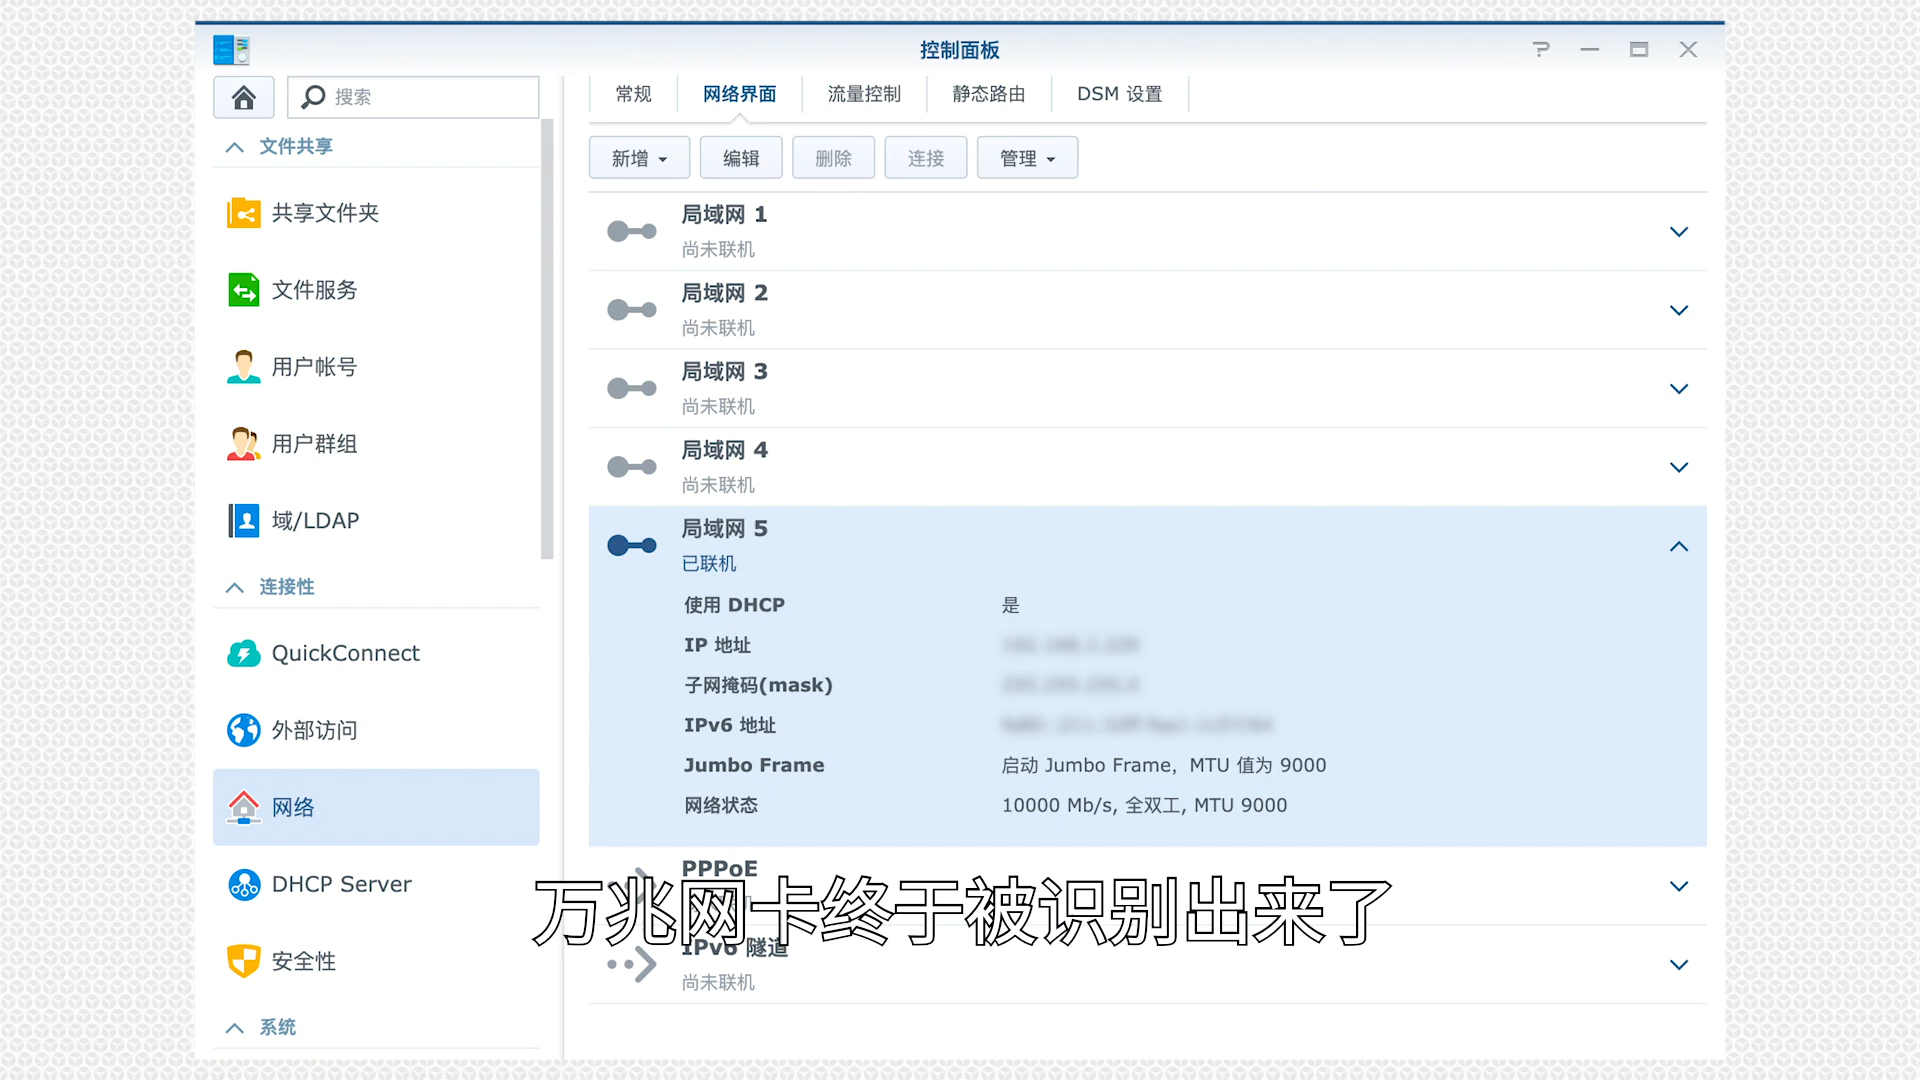 控制面板
搜索
文件共享
共享文件夹
文件服务
用户帐号
用户群组
域/LDAP
连接性
QuickConnect
外部访问
网络
DHCP Server
安全性
系统
常规 网络界面 流量控制 静态路由 DSM 设置
新增 编辑 删除 连接 管理
局域网 1
尚未联机
局域网 2
尚未联机
局域网 3
尚未联机
局域网 4
尚未联机
局域网 5
已联机
使用 DHCP 是
IP 地址
子网掩码(mask)
IPv6 地址
Jumbo Frame 启动 Jumbo Frame, MTU 值为 9000
网络状态 10000 Mb/s, 全双工, MTU 9000
PPPoE
万兆网卡终于被识别出来了
IPv6 隧道
尚未联机